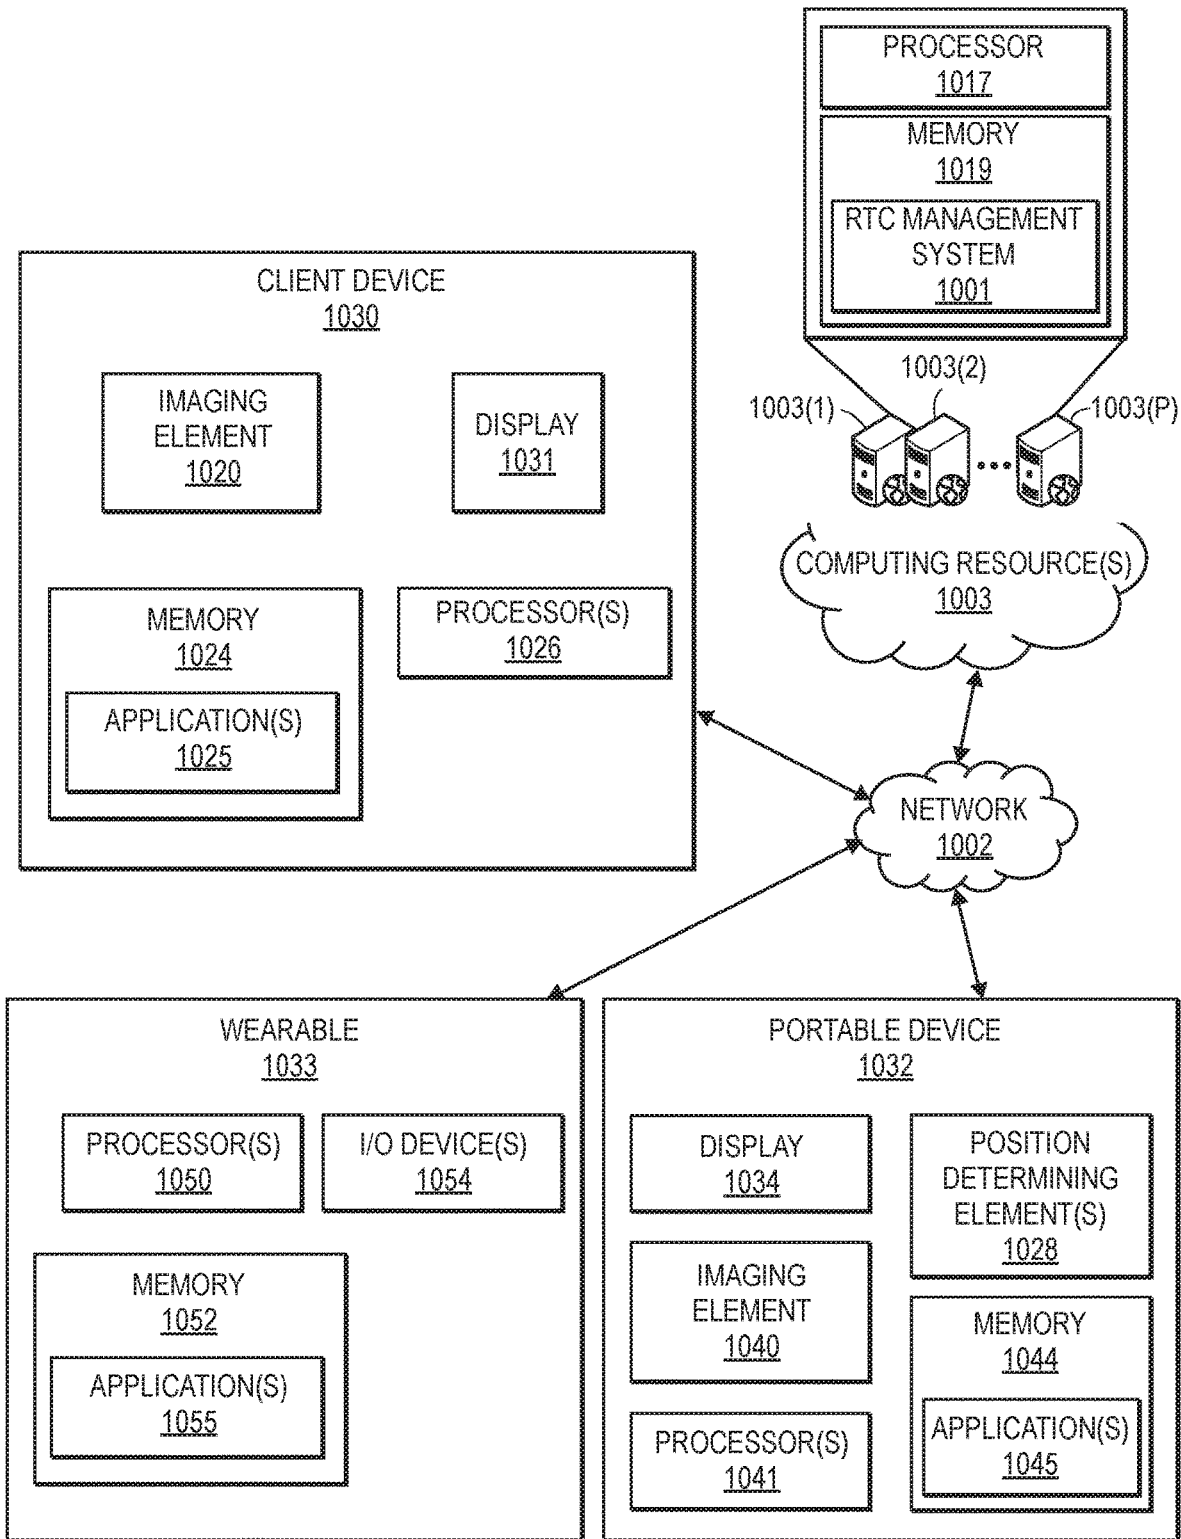 PROCESSOR
1017
MEMORY
1019
RTC MANAGEMENT
SYSTEM
1001
1003(2)
1003(1)
1003(P)
COMPUTING RESOURCE(S)
1003
CLIENT DEVICE
1030
IMAGING
ELEMENT
1020
DISPLAY
1031
MEMORY
1024
APPLICATION(S)
1025
PROCESSOR(S)
1026
NETWORK
1002
WEARABLE
1033
PROCESSOR(S)
1050
I/O DEVICE(S)
1054
MEMORY
1052
APPLICATION(S)
1055
PORTABLE DEVICE
1032
DISPLAY
1034
POSITION
DETERMINING
ELEMENT(S)
1028
IMAGING
ELEMENT
1040
MEMORY
1044
APPLICATION(S)
1045
PROCESSOR(S)
1041